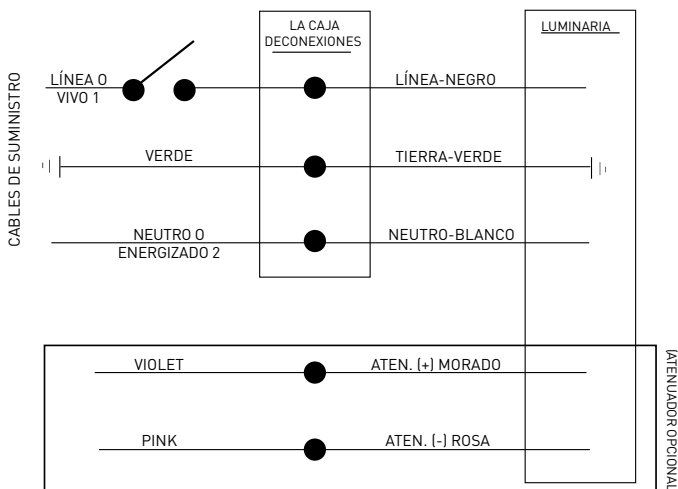 LA CAJA
DECONEXIONES
LUMINARIA
CABLES DE SUMINISTRO
LÍNEA O
VIVO 1
LÍNEA-NEGRO
VERDE
TIERRA-VERDE
NEUTRO O
ENERGIZADO 2
NEUTRO-BLANCO
VIOLET
ATEN. (+) MORADO
PINK
ATEN. (-) ROSA
(ATENUADOR OPCIONAL